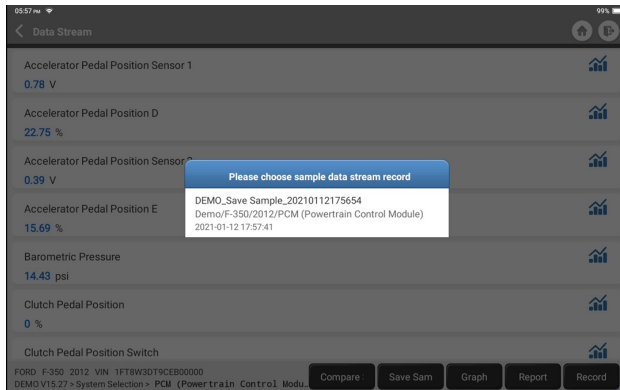 05:57 PM 99%
Data Stream
Accelerator Pedal Position Sensor 1
0.78 V
Accelerator Pedal Position D
22.75 %
Accelerator Pedal Position Sensor 2
0.39 V
Please choose sample data stream record
DEMO_Save Sample_20210112175654
Demo/F-350/2012/PCM (Powertrain Control Module)
2021-01-12 17:57:41
Accelerator Pedal Position E
15.69 %
Barometric Pressure
14.43 psi
Clutch Pedal Position
0 %
Clutch Pedal Position Switch
FORD F-350 2012 VIN 1FT8W3DT9CEB00000
DEMO V15.27 > System Selection > PCM (Powertrain Control Modu...
Compare Save Sam Graph Report Record